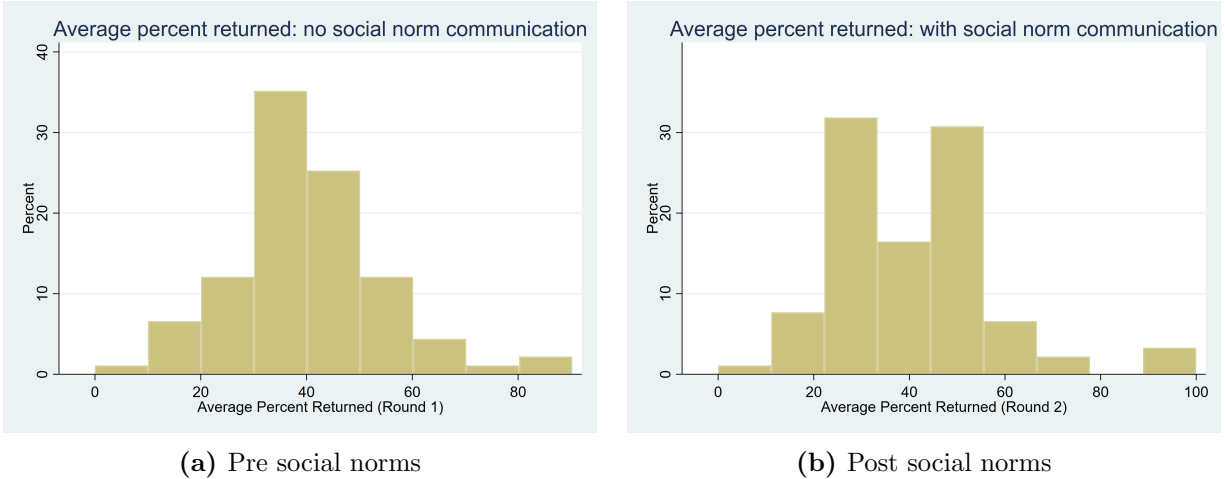 Average percent returned: no social norm communication
40
30
20
10
0
Percent
0 20 40 60 80
Average Percent Returned (Round 1)
(a) Pre social norms
Average percent returned: with social norm communication
40
30
20
10
0
Percent
0 20 40 60 80 100
Average Percent Returned (Round 2)
(b) Post social norms